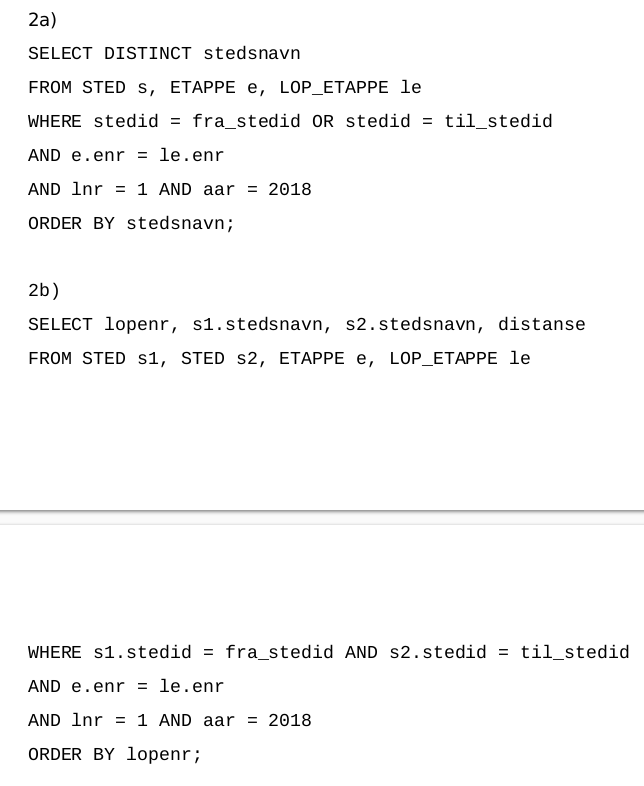 2a)
SELECT DISTINCT stedsnavn
FROM STED s, ETAPPE e, LOP_ETAPPE le
WHERE stedid = fra_stedid OR stedid = til_stedid
AND e.enr = le.enr
AND lnr = 1 AND aar = 2018
ORDER BY stedsnavn;
2b)
SELECT lopenr, s1.stedsnavn, s2.stedsnavn, distanse
FROM STED s1, STED s2, ETAPPE e, LOP_ETAPPE le
WHERE s1.stedid = fra_stedid AND s2.stedid = til_stedid
AND e.enr = le.enr
AND lnr = 1 AND aar = 2018
ORDER BY lopenr;